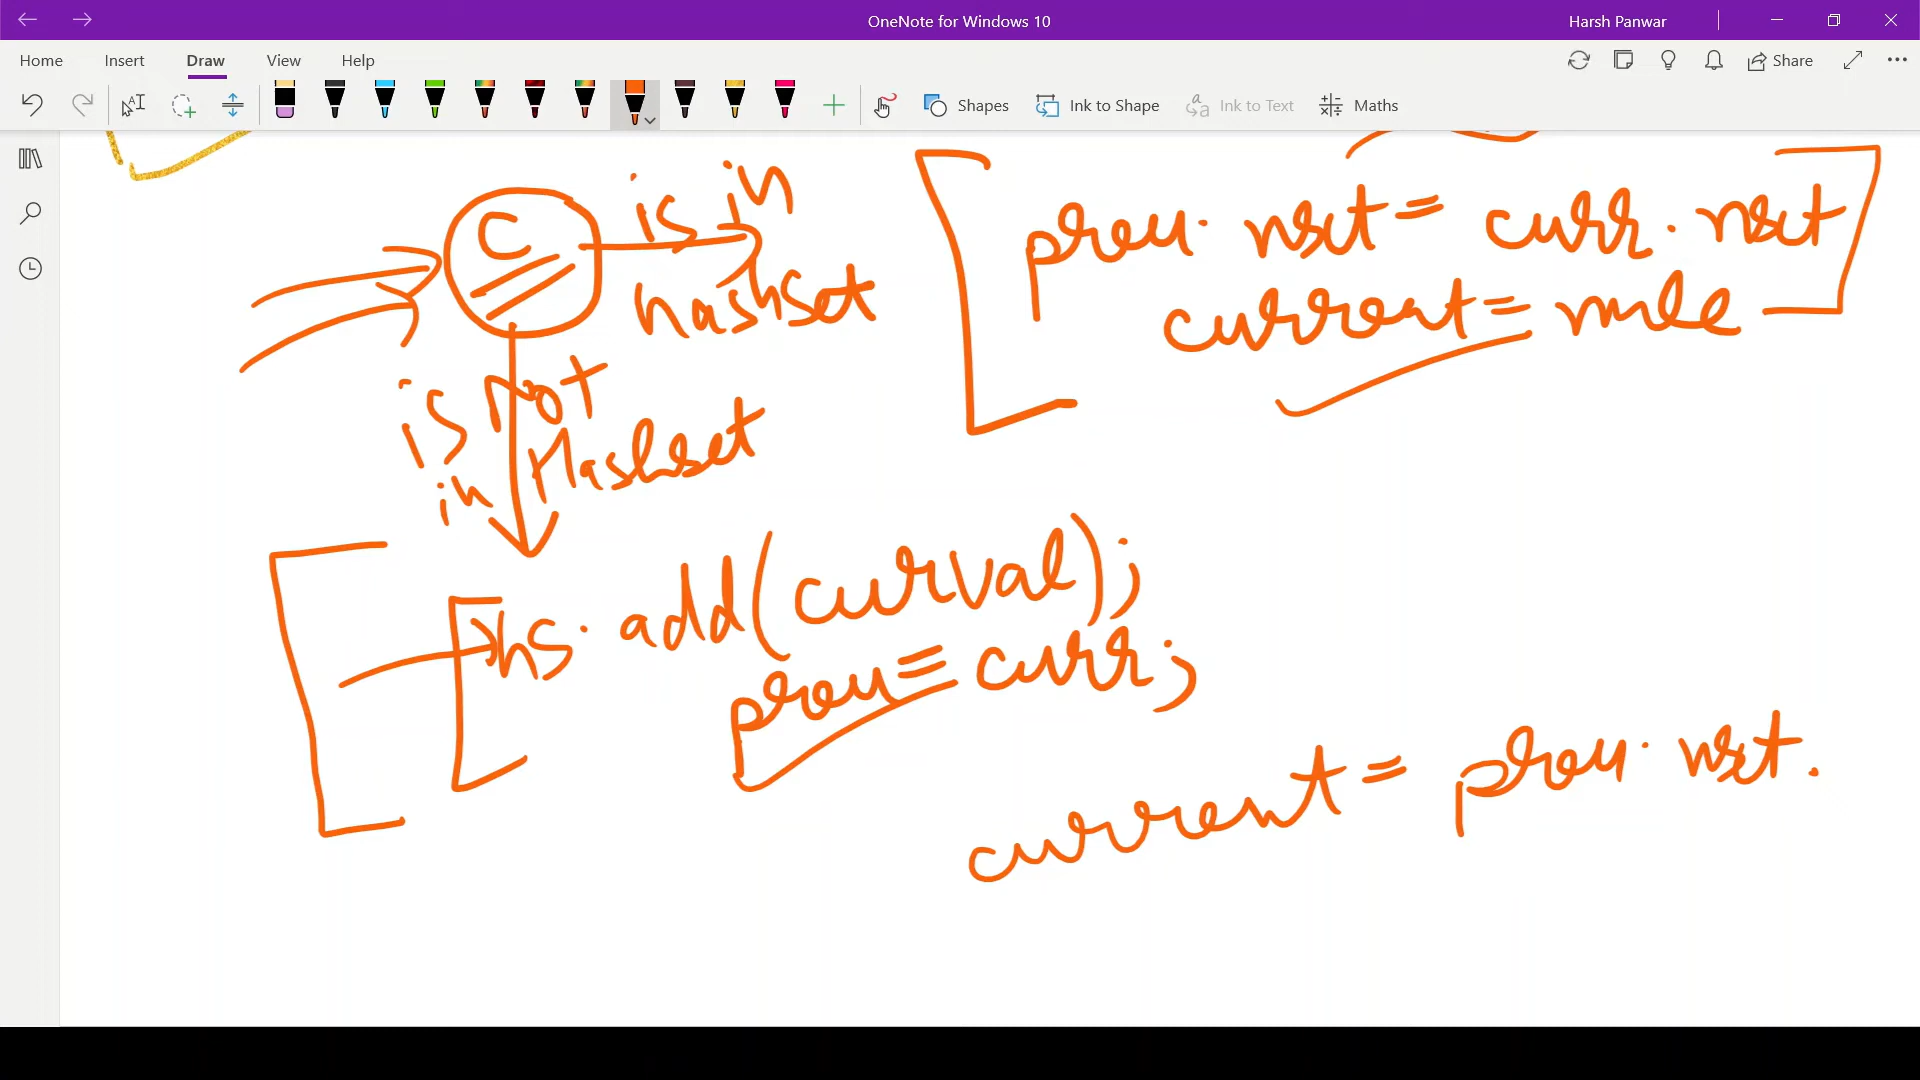 OneNote for Windows 10
Harsh Panwar
Home Insert Draw View Help
Share
Shapes Ink to Shape Ink to Text Maths
C
is in
hashset
prev. next = curr. next
current = null
is Not
in Hashset
hs. add(curval);
prev = curr;
current = prev. next.